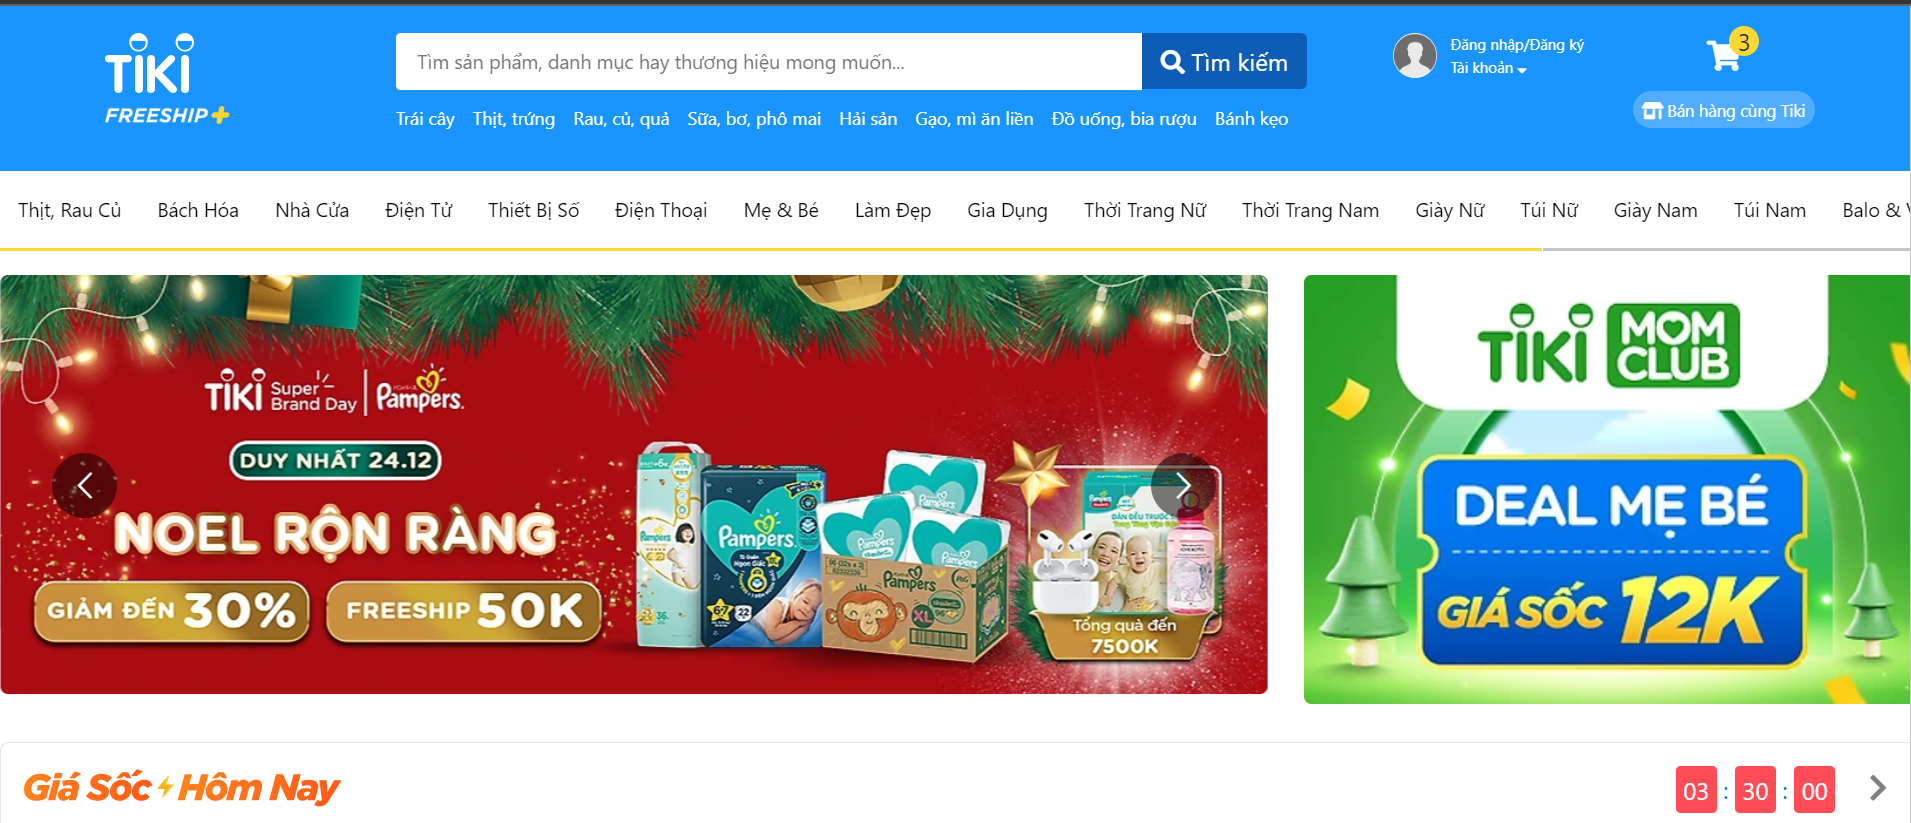 TIKI
FREESHIP+
Tìm sản phẩm, danh mục hay thương hiệu mong muốn...
Tìm kiếm
Trái cây Thịt, trứng Rau, củ, quả Sữa, bơ, phô mai Hải sản Gạo, mì ăn liền Đồ uống, bia rượu Bánh kẹo
Đăng nhập/Đăng ký
Tài khoản
3
Bán hàng cùng Tiki
Thịt, Rau Củ Bách Hóa Nhà Cửa Điện Tử Thiết Bị Số Điện Thoại Mẹ & Bé Làm Đẹp Gia Dụng Thời Trang Nữ Thời Trang Nam Giày Nữ Túi Nữ Giày Nam Túi Nam Balo &
TIKI Super Brand Day | Pampers.
DUY NHẤT 24.12
NOEL RỘN RÀNG
GIẢM ĐẾN 30% FREESHIP 50K
Pampers.
Pampers
XL
Tổng quà đến
7500K
TIKI MOM CLUB
DEAL MẸ BÉ
GIÁ SỐC 12K
Giá Sốc Hôm Nay
03 : 30 : 00